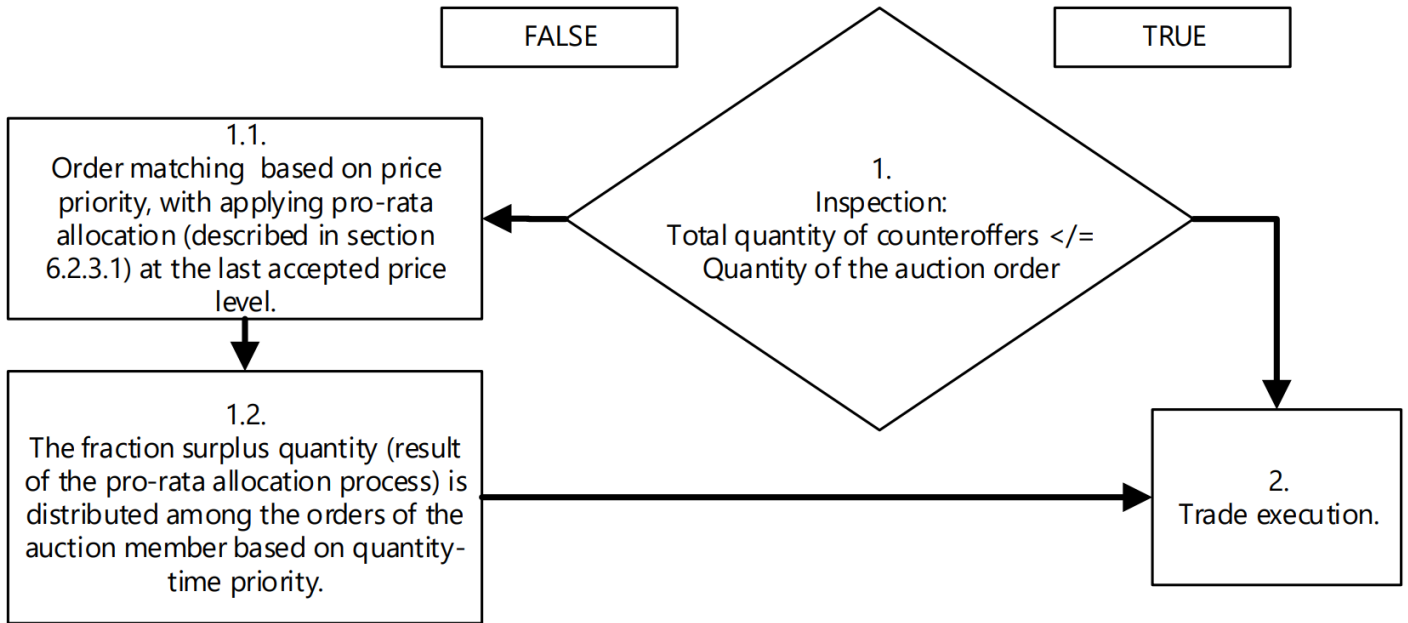 FALSE
TRUE
1.1.
Order matching  based on price
priority, with applying pro-rata
allocation (described in section
6.2.3.1) at the last accepted price
level.
1.
Inspection:
Total quantity of counteroffers </=
Quantity of the auction order
1.2.
The fraction surplus quantity (result
of the pro-rata allocation process) is
distributed among the orders of the
auction member based on quantity-
time priority.
2.
Trade execution.